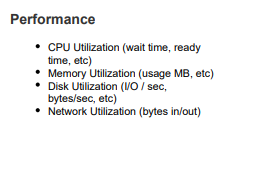 Performance
• CPU Utilization (wait time, ready
time, etc)
• Memory Utilization (usage MB, etc)
• Disk Utilization (I/O / sec,
bytes/sec, etc)
• Network Utilization (bytes in/out)